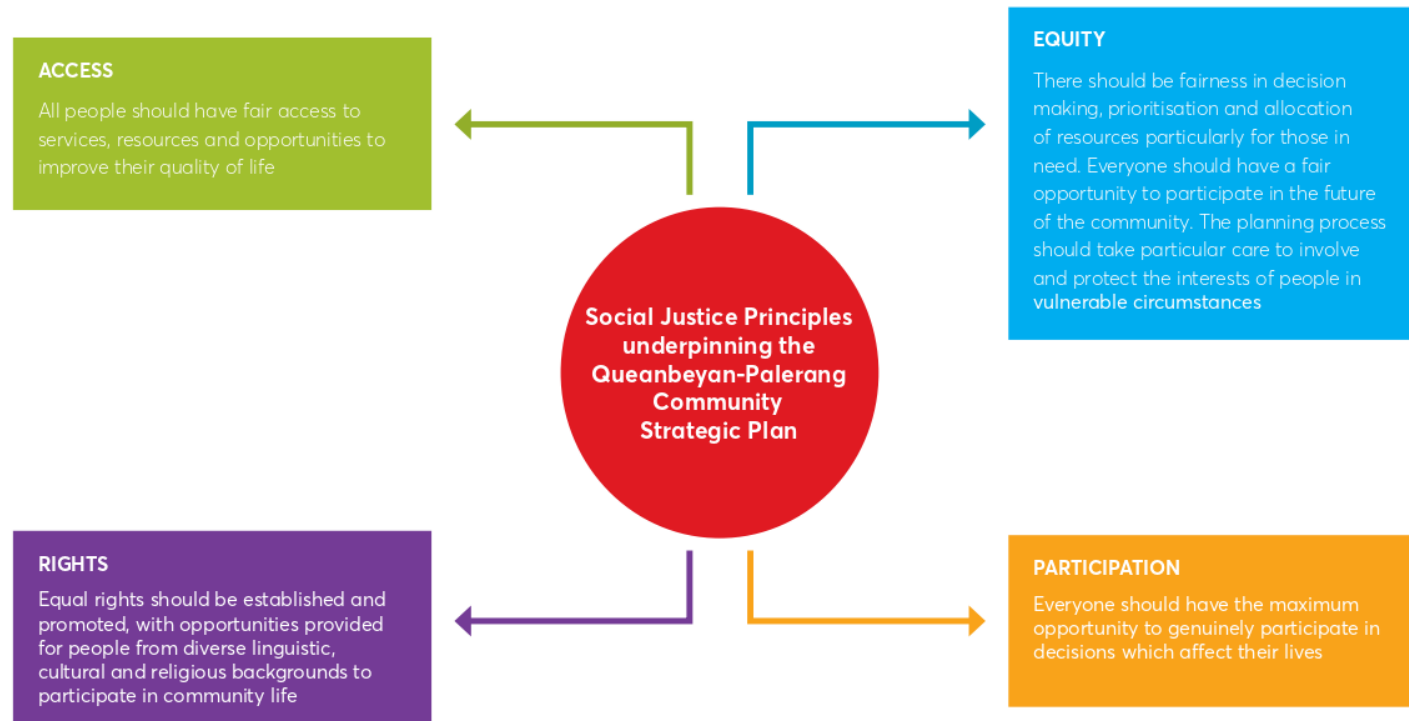 ACCESS
All people should have fair access to
services, resources and opportunities to
improve their quality of life
EQUITY
There should be fairness in decision
making, prioritisation and allocation
of resources particularly for those in
need. Everyone should have a fair
opportunity to participate in the future
of the community. The planning process
should take particular care to involve
and protect the interests of people in
vulnerable circumstances
Social Justice Principles
underpinning the
Queanbeyan-Palerang
Community
Strategic Plan
RIGHTS
Equal rights should be established and
promoted, with opportunities provided
for people from diverse linguistic,
cultural and religious backgrounds to
participate in community life
PARTICIPATION
Everyone should have the maximum
opportunity to genuinely participate in
decisions which affect their lives